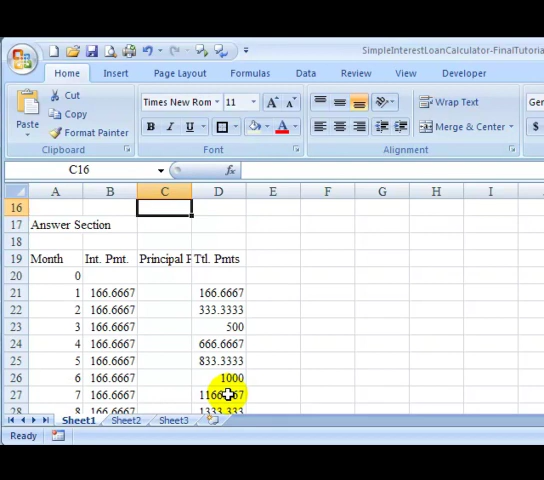 SimpleInterestLoanCalculator-FinalTutoria
Home Insert Page Layout Formulas Data Review View Developer
Paste
Cut
Copy
Format Painter
Clipboard
Times New Rom 11
B I U
Font
Wrap Text
Merge & Center
Alignment
Gen
$
C16 fx
A B C D E F G H I
16
17 Answer Section
18
19 Month Int. Pmt. Principal P Ttl. Pmts
20 0
21 1 166.6667 166.6667
22 2 166.6667 333.3333
23 3 166.6667 500
24 4 166.6667 666.6667
25 5 166.6667 833.3333
26 6 166.6667 1000
27 7 166.6667
28 8 166.6667 1333.333
Sheet1 Sheet2 Sheet3
Ready